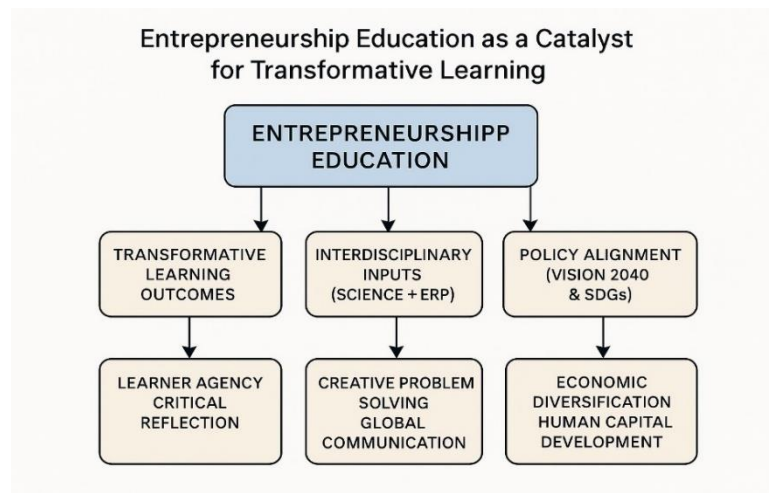 Entrepreneurship Education as a Catalyst
for Transformative Learning
ENTREPRENEURSHIPP
EDUCATION
TRANSFORMATIVE
LEARNING
OUTCOMES
INTERDISCIPLINARY
INPUTS
(SCIENCE + ERP)
POLICY ALIGNMENT
(VISION 2040
& SDGs)
LEARNER AGENCY
CRITICAL
REFLECTION
CREATIVE PROBLEM
SOLVING
GLOBAL
COMMUNICATION
ECONOMIC
DIVERSIFICATION
HUMAN CAPITAL
DEVELOPMENT